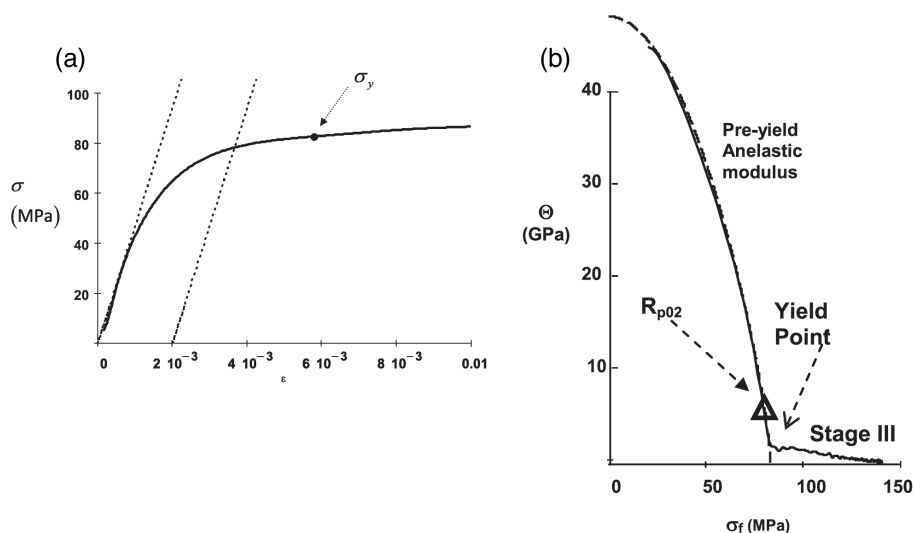 (a)
σy
100
80
σ
(MPa)
60
40
20
0
2 10⁻³
4 10⁻³
6 10⁻³
8 10⁻³
0.01
ε
(b)
40
Pre-yield
Anelastic
modulus
30
Θ
(GPa)
20
Rp02
Yield
Point
10
Stage III
0
0
50
100
150
σf (MPa)